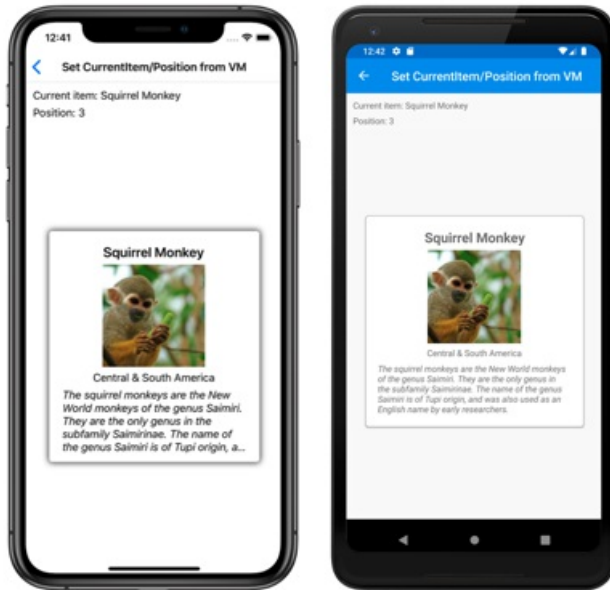 12:41
Set CurrentItem/Position from VM
Current item: Squirrel Monkey
Position: 3
Squirrel Monkey
Central & South America
The squirrel monkeys are the New
World monkeys of the genus Saimiri.
They are the only genus in the
subfamily Saimirinae. The name of
the genus Saimiri is of Tupi origin, a...
12:42
Set CurrentItem/Position from VM
Current item: Squirrel Monkey
Position: 3
Squirrel Monkey
Central & South America
The squirrel monkeys are the New World monkeys
of the genus Saimiri. They are the only genus in
the subfamily Saimirinae. The name of the genus
Saimiri is of Tupi origin, and was also used as an
English name by early researchers.